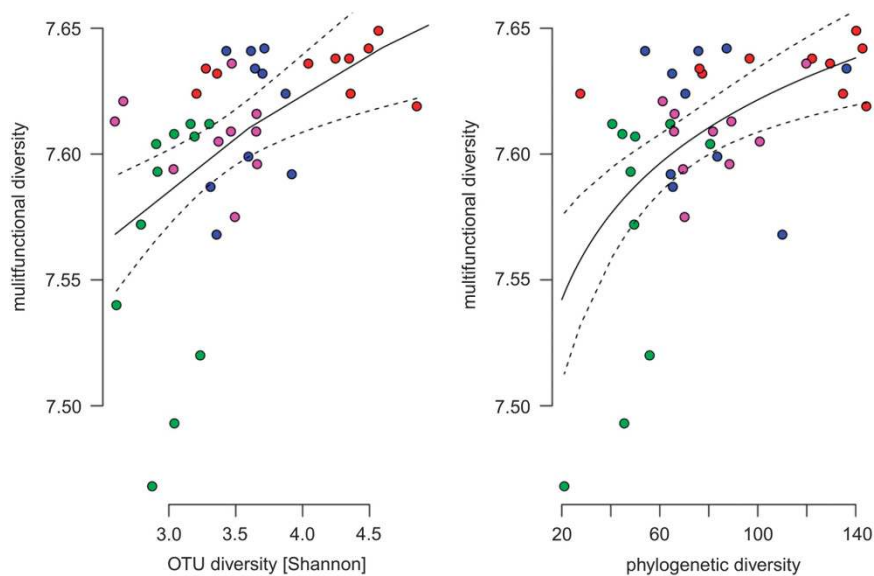 7.65
7.60
7.55
7.50
mulitfunctional diversity
3.0 3.5 4.0 4.5
OTU diversity [Shannon]
7.65
7.60
7.55
7.50
multifunctional diversity
20 60 100 140
phylogenetic diversity